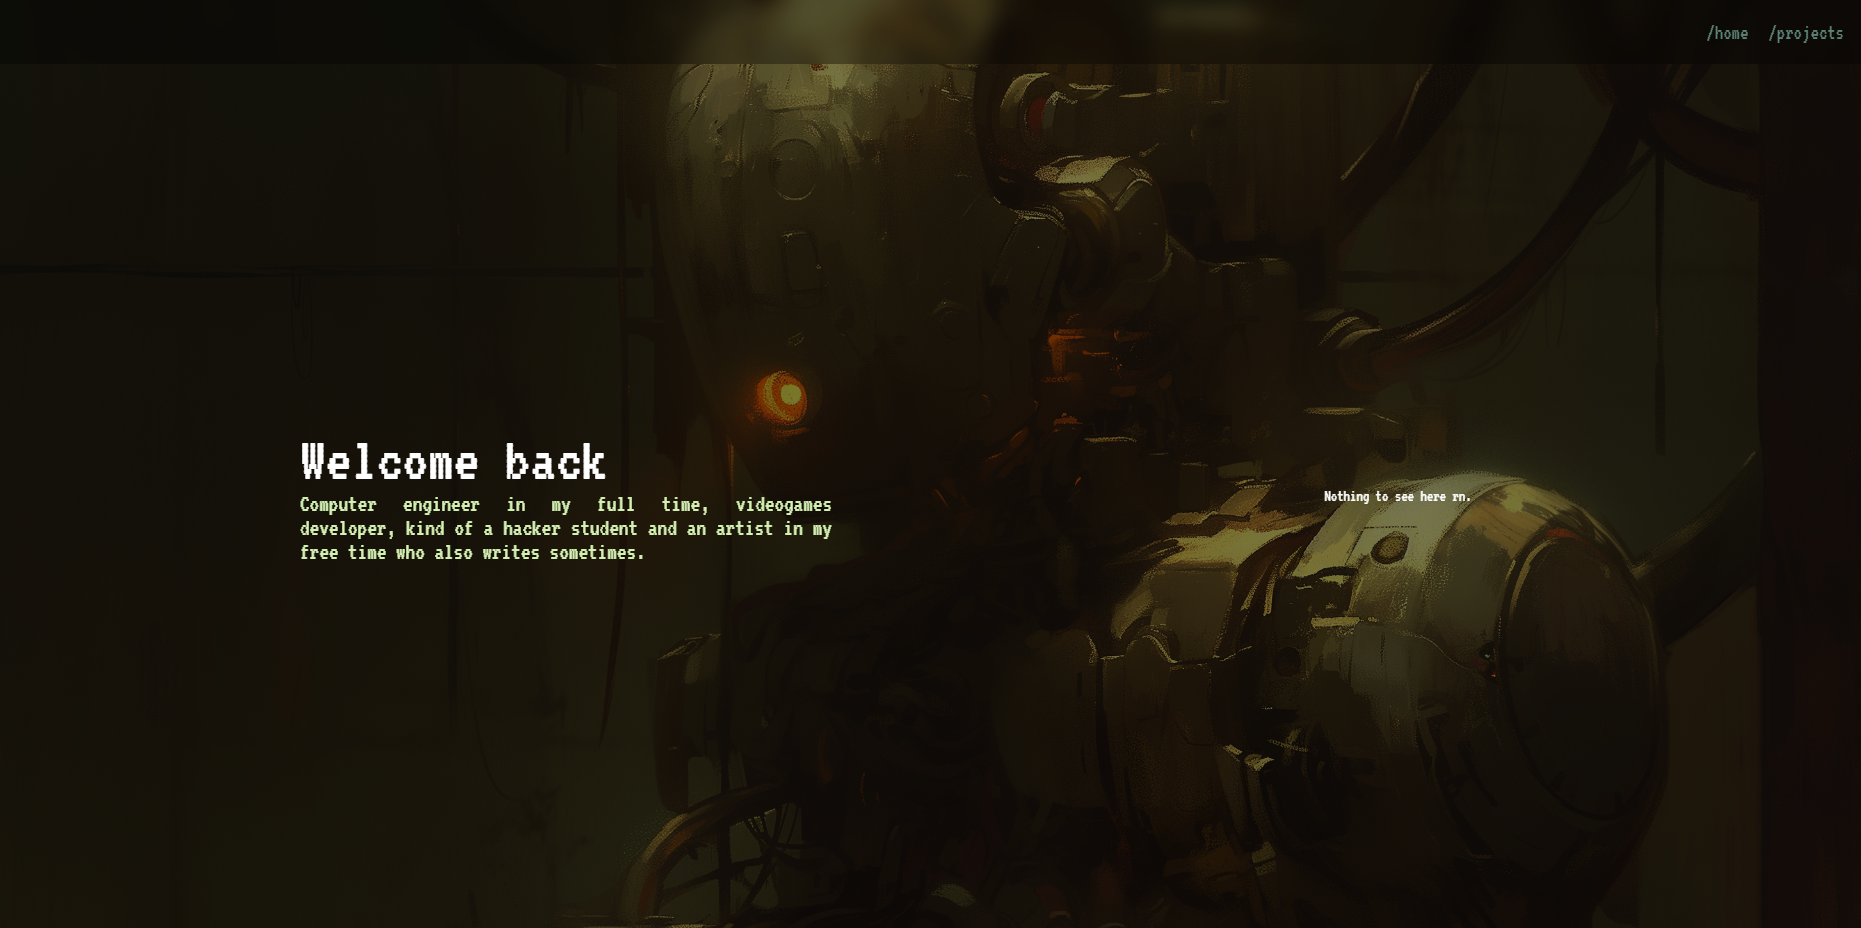 /home /projects
Welcome back
Computer engineer in my full time, videogames
developer, kind of a hacker student and an artist in my
free time who also writes sometimes.
Nothing to see here rn.